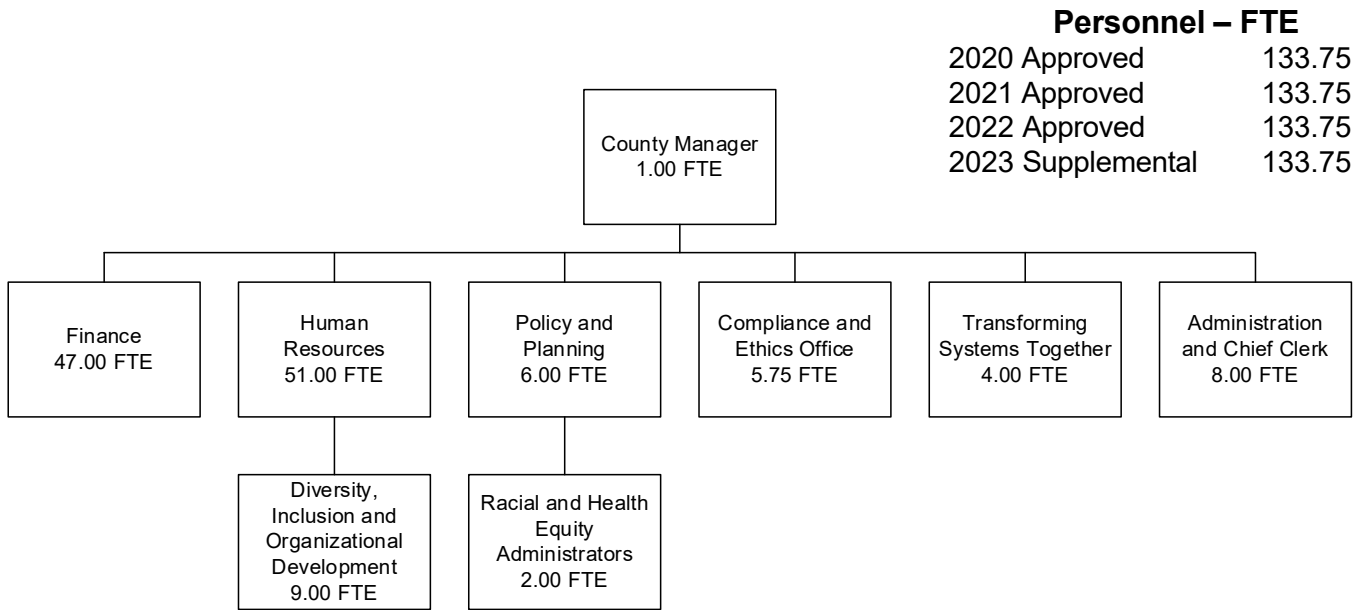 Personnel – FTE
2020 Approved 133.75
2021 Approved 133.75
2022 Approved 133.75
2023 Supplemental 133.75
County Manager
1.00 FTE
Finance
47.00 FTE
Human
Resources
51.00 FTE
Policy and
Planning
6.00 FTE
Compliance and
Ethics Office
5.75 FTE
Transforming
Systems Together
4.00 FTE
Administration
and Chief Clerk
8.00 FTE
Diversity,
Inclusion and
Organizational
Development
9.00 FTE
Racial and Health
Equity
Administrators
2.00 FTE